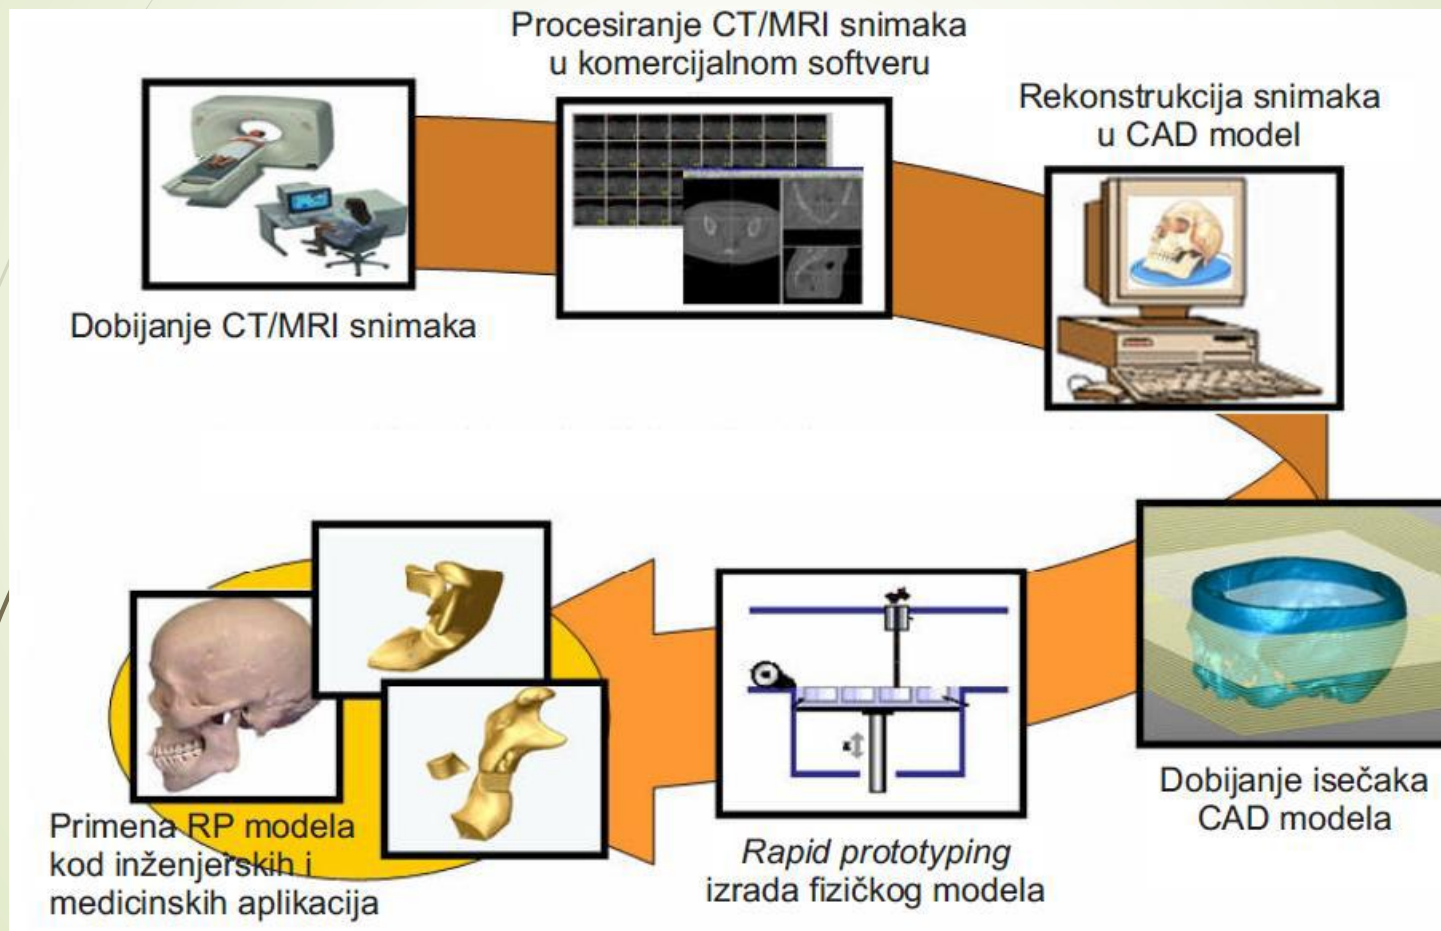 Procesiranje CT/MRI snimaka
u komercijalnom softveru
Rekonstrukcija snimaka
u CAD model
Dobijanje CT/MRI snimaka
Dobijanje isečaka
CAD modela
Rapid prototyping
izrada fizičkog modela
Primena RP modela
kod inženjerskih i
medicinskih aplikacija